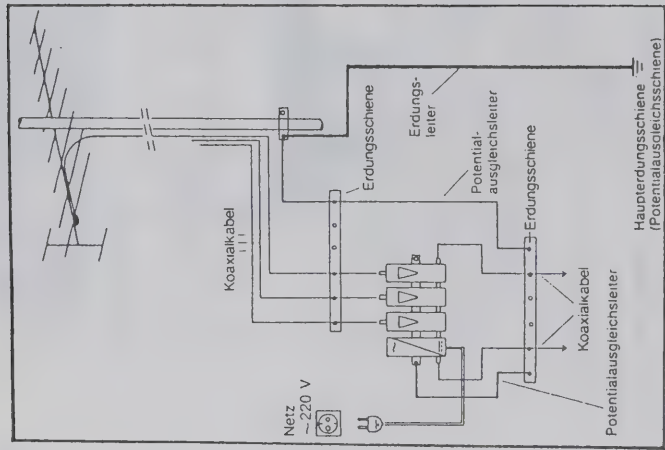 Koaxialkabel
Erdungsschiene
Erdungs-
leiter
Potential-
ausgleichsleiter
Netz
~220 V
Erdungsschiene
Koaxialkabel
Potentialausgleichsleiter
Haupterdungsschiene
(Potentialausgleichsschiene)